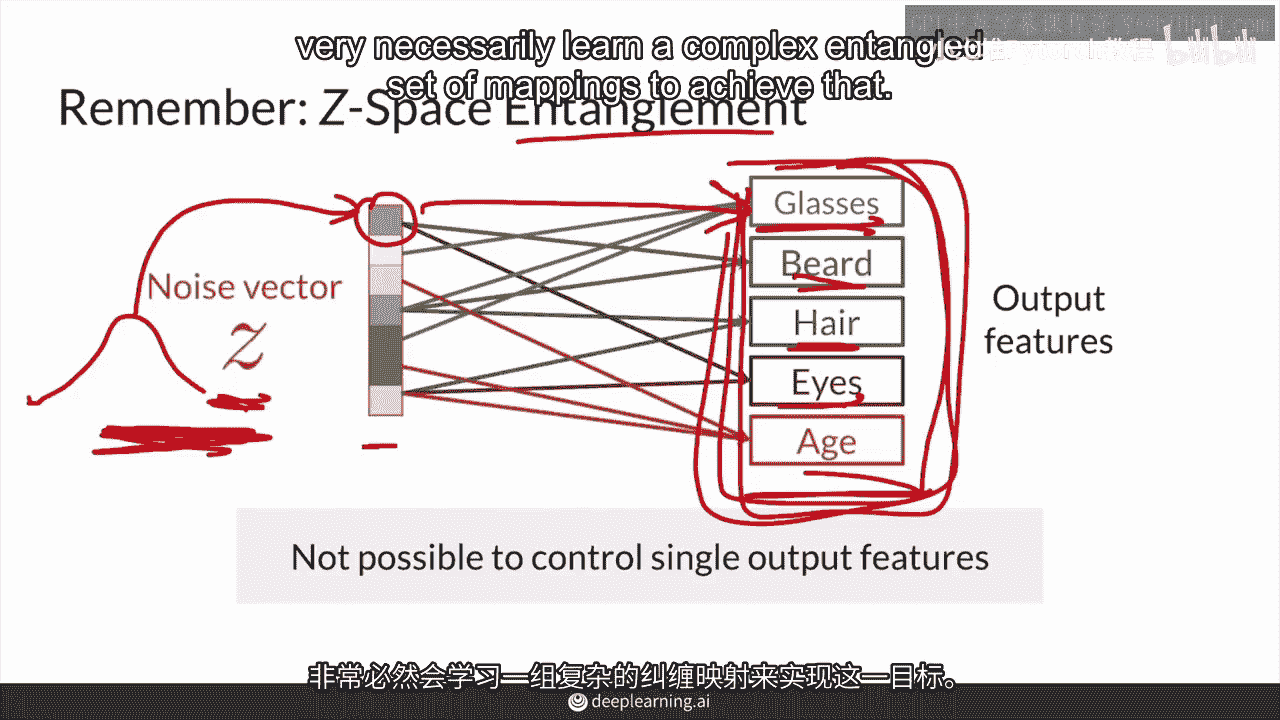 very necessarily learn a complex entangled
set of mappings to achieve that.
Remember: Z-Space Entanglement
Noise vector
z
Glasses
Beard
Hair
Eyes
Age
Output
features
Not possible to control single output features
非常必然会学习一组复杂的纠缠映射来实现这一目标。
deeplearning.ai